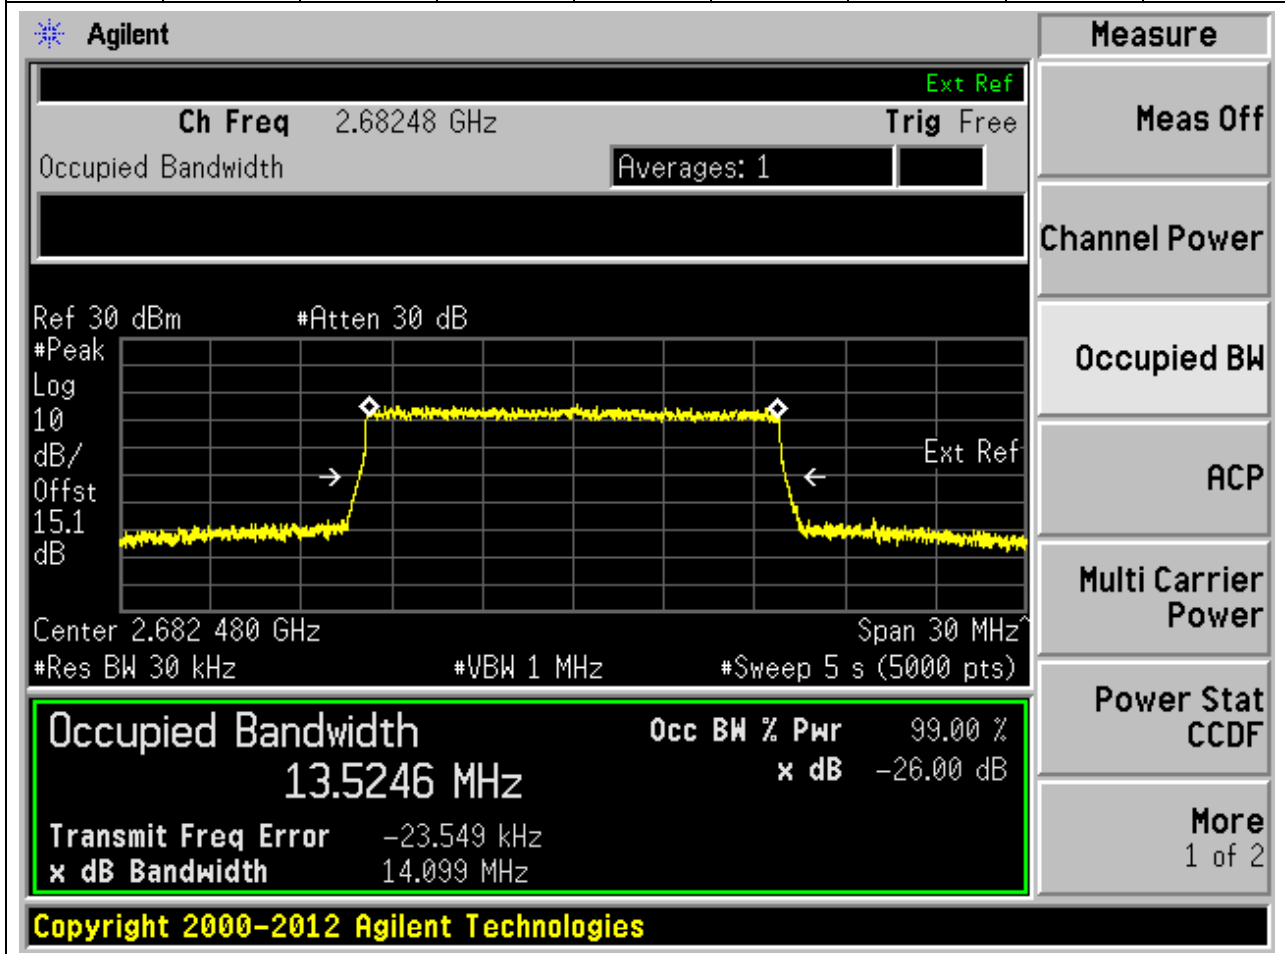 Agilent
Measure
Ext Ref
Ch Freq 2.68248 GHz Trig Free
Meas Off
Occupied Bandwidth Averages: 1
Channel Power
Ref 30 dBm #Atten 30 dB
#Peak
Log
10
dB/
Offst
15.1
dB
Ext Ref
Occupied BW
ACP
Center 2.682 480 GHz Span 30 MHz^
#Res BW 30 kHz #VBW 1 MHz #Sweep 5 s (5000 pts)
Multi Carrier
Power
Occupied Bandwidth Occ BW % Pwr 99.00 %
13.5246 MHz x dB -26.00 dB
Transmit Freq Error -23.549 kHz
x dB Bandwidth 14.099 MHz
Power Stat
CCDF
More
1 of 2
Copyright 2000-2012 Agilent Technologies